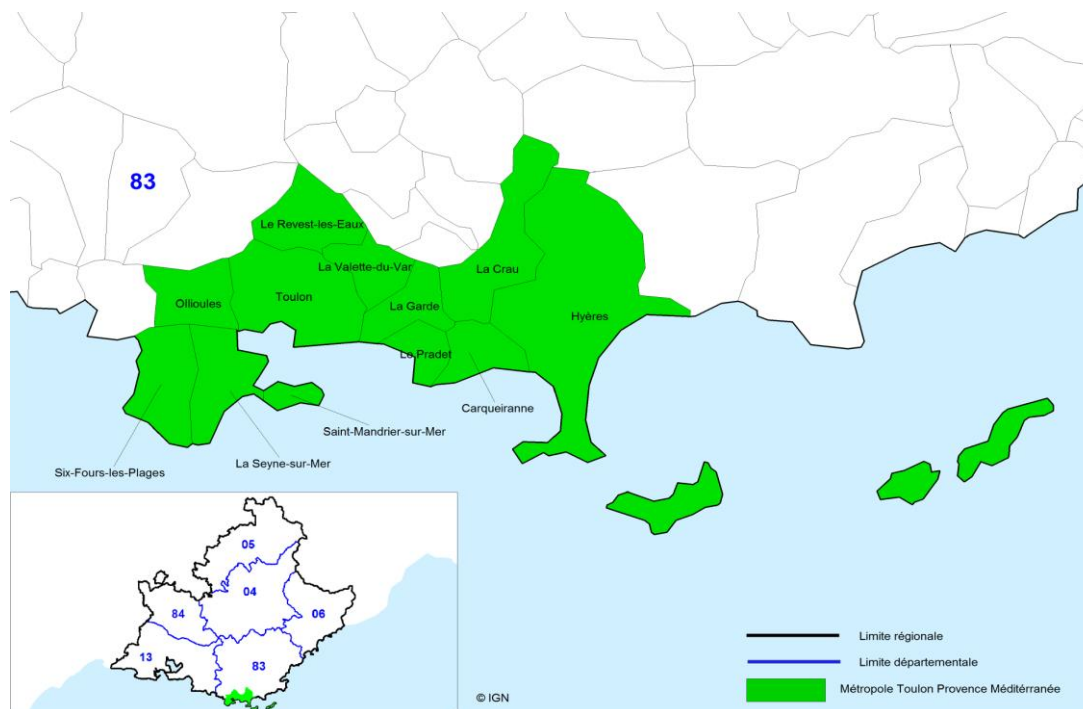 83
Le Revest-les-Eaux
La Valette-du-Var
La Crau
Ollioules
Toulon
La Garde
Hyères
Le Pradet
Carqueiranne
Saint-Mandrier-sur-Mer
La Seyne-sur-Mer
Six-Fours-les-Plages
05
04
84
06
13
83
© IGN
Limite régionale
Limite départementale
Métropole Toulon Provence Méditérranée